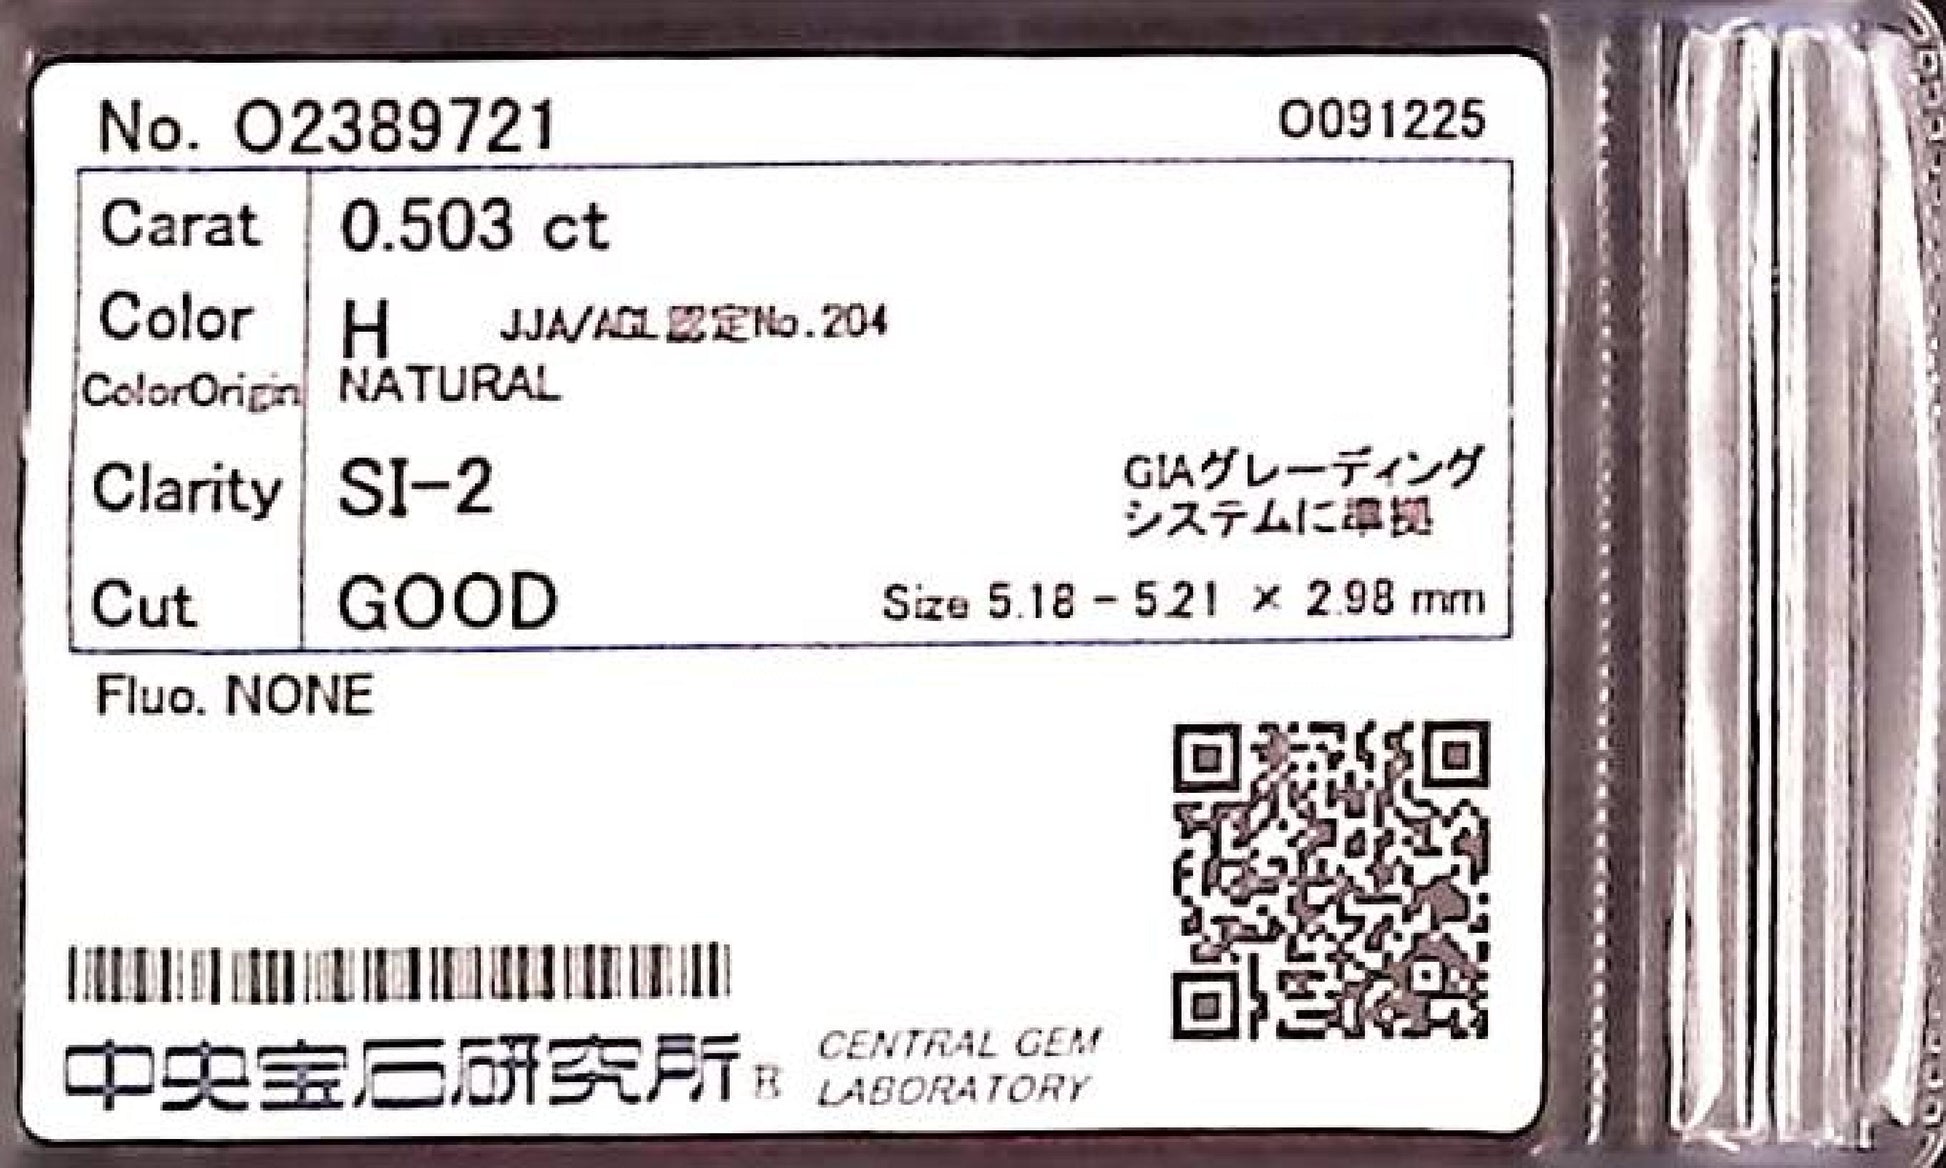 No. O2389721 O091225
Carat 0.503 ct
Color H JJA/AGL認定No.204
ColorOrigin NATURAL
Clarity SI-2 GIAグレーディング
システムに準拠
Cut GOOD Size 5.18 - 5.21 × 2.98 mm
Fluo. NONE
中央宝石研究所 CENTRAL GEM
LABORATORY